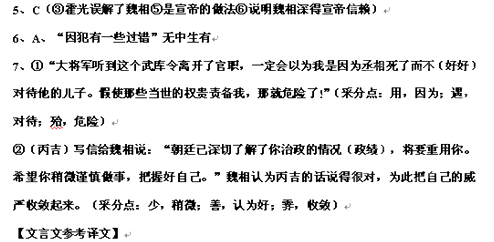 5、C（③霍光误解了魏相⑤是宣帝的做法⑥说明魏相深得宣帝信赖）
6、A、“因犯有一些过错”无中生有
7、①“大将军听到这个武库令离开了官职，一定会以为我是因为丞相死了而不（好好）
对待他的儿子。假使那些当世的权贵责备我，那就危险了!”（采分点：用，因为；遇，
对待；殆，危险）
②（丙吉）写信给魏相说：“朝廷已深切了解了你治政的情况（政绩），将要重用你。
希望你稍微谨慎做事，把握好自己。”魏相认为丙吉的话说得很对，为此把自己的威
严收敛起来。（采分点：少，稍微；善，认为好；霁，收敛）
【文言文参考译文】